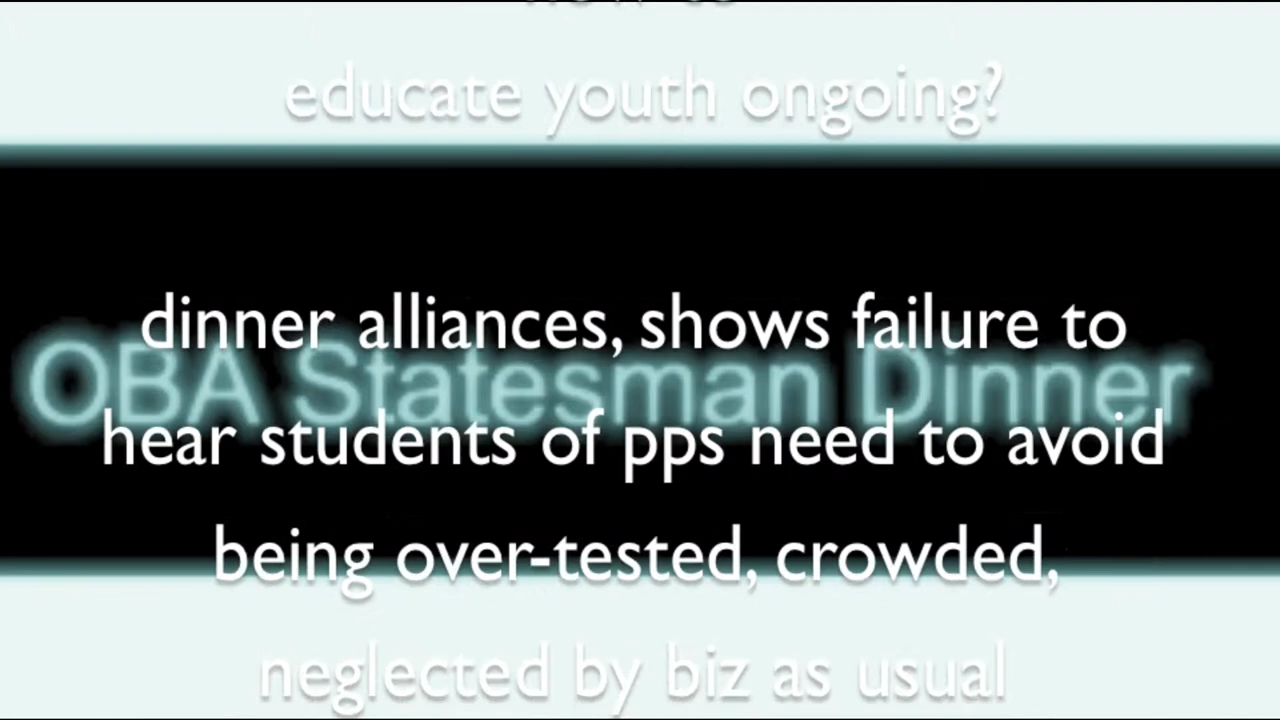 educate youth ongoing?
dinner alliances, shows failure to
OBA Statesman Dinner
hear students of pps need to avoid
being over-tested, crowded,
neglected by biz as usual